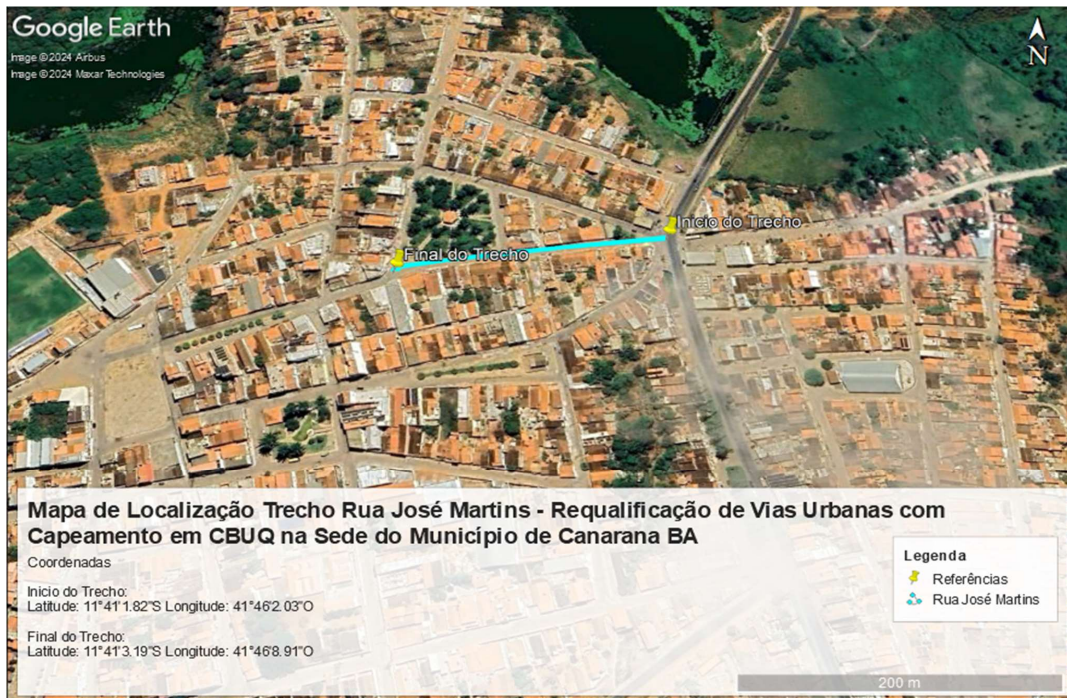 Google Earth
Image © 2024 Airbus
Image © 2024 Maxar Technologies
N
Início do Trecho
Final do Trecho
Mapa de Localização Trecho Rua José Martins - Requalificação de Vias Urbanas com
Capeamento em CBUQ na Sede do Município de Canarana BA
Coordenadas
Inicio do Trecho:
Latitude: 11°41'1.82"S Longitude: 41°46'2.03"O
Final do Trecho:
Latitude: 11°41'3.19"S Longitude: 41°46'8.91"O
Legenda
Referências
Rua José Martins
200 m